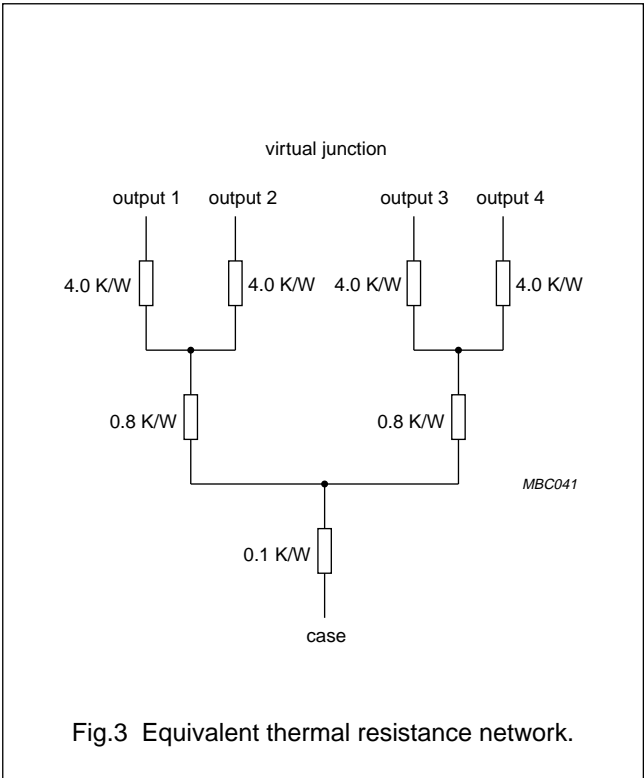 virtual junction
output 1 output 2 output 3 output 4
4.0 K/W 4.0 K/W 4.0 K/W 4.0 K/W
0.8 K/W 0.8 K/W
MBC041
0.1 K/W
case
Fig.3 Equivalent thermal resistance network.